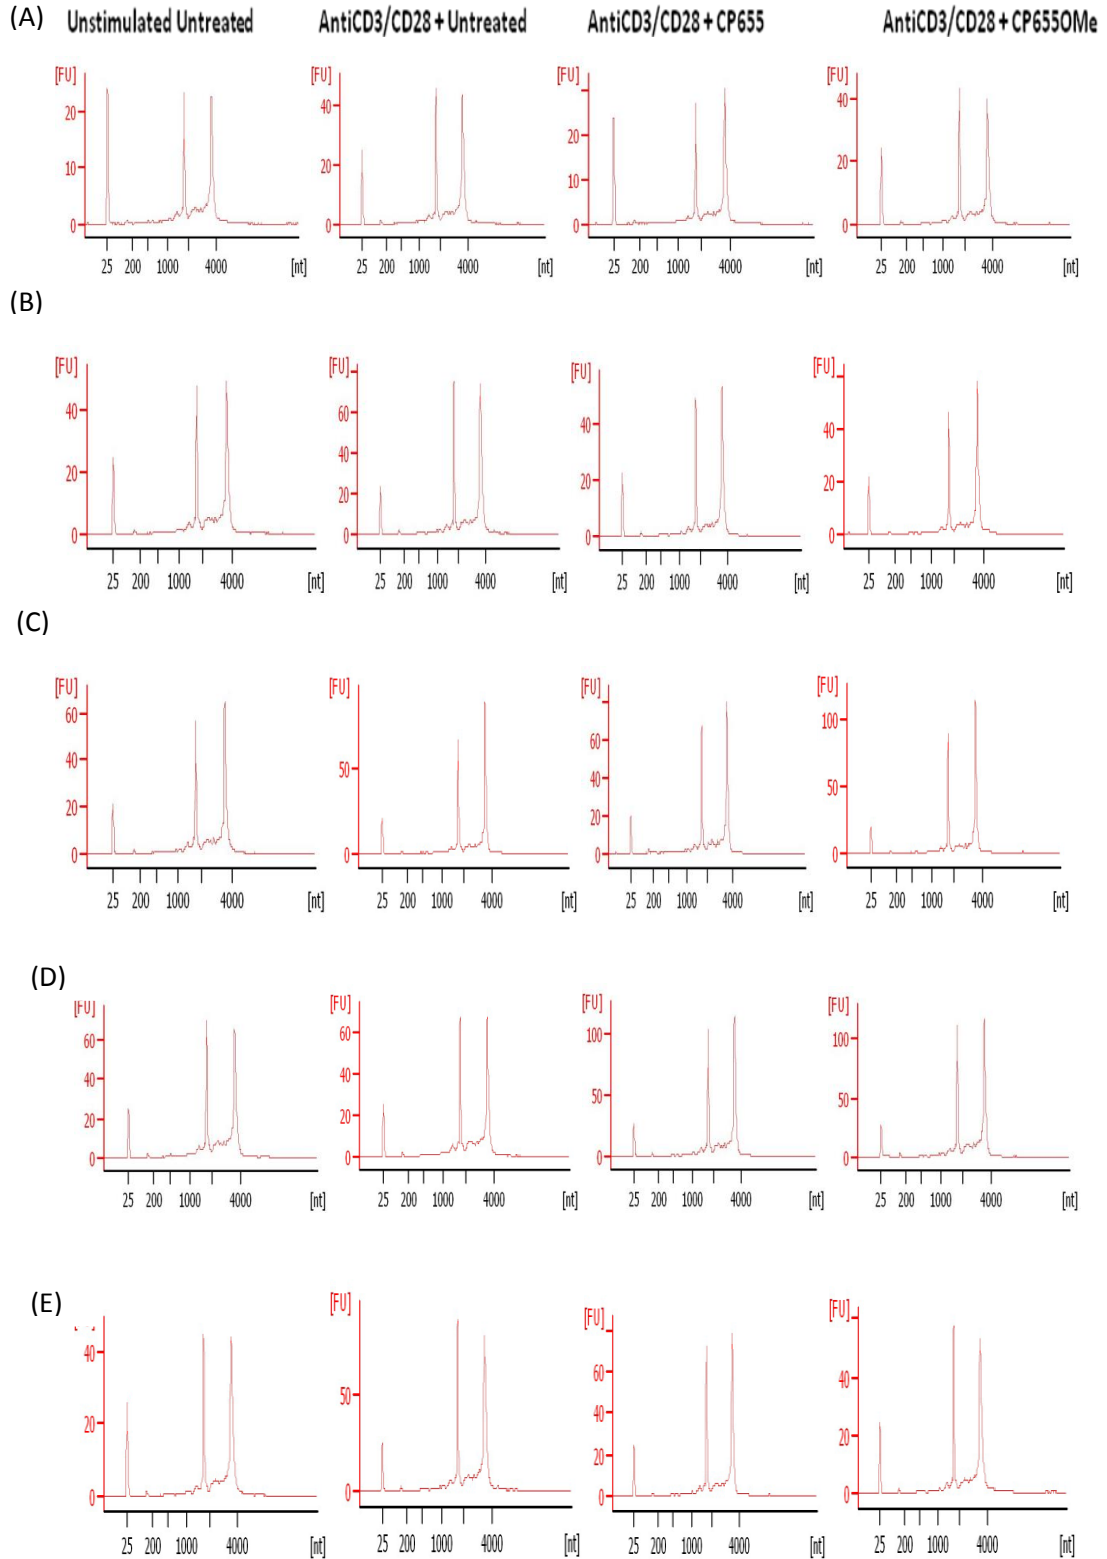 (A) Unstimulated Untreated AntiCD3/CD28 + Untreated AntiCD3/CD28 + CP655 AntiCD3/CD28 + CP655OMe
[FU] [FU] [FU] [FU]
20 40 20 40
10 20 10 20
0 0 0 0
25 200 1000 4000 [nt] 25 200 1000 4000 [nt] 25 200 1000 4000 [nt] 25 200 1000 4000 [nt]
(B)
[FU] [FU] [FU] [FU]
40 60 40 40
20 40 20 20
0 20 0 0
0
25 200 1000 4000 [nt] 25 200 1000 4000 [nt] 25 200 1000 4000 [nt] 25 200 1000 4000 [nt]
(C)
[FU] [FU] [FU] [FU]
60 50 60 100
40 0 40 50
20 20 0
0 0
25 200 1000 4000 [nt] 25 200 1000 4000 [nt] 25 200 1000 4000 [nt] 25 200 1000 4000 [nt]
(D)
[FU] [FU] [FU] [FU]
60 60 100 100
40 40 50 50
20 20 0 0
0 0
25 200 1000 4000 [nt] 25 200 1000 4000 [nt] 25 200 1000 4000 [nt] 25 200 1000 4000 [nt]
(E)
[FU] [FU] [FU]
40 50 60 40
20 0 40 20
0 20 0
0
25 200 1000 4000 [nt] 25 200 1000 4000 [nt] 25 200 1000 4000 [nt] 25 200 1000 4000 [nt]